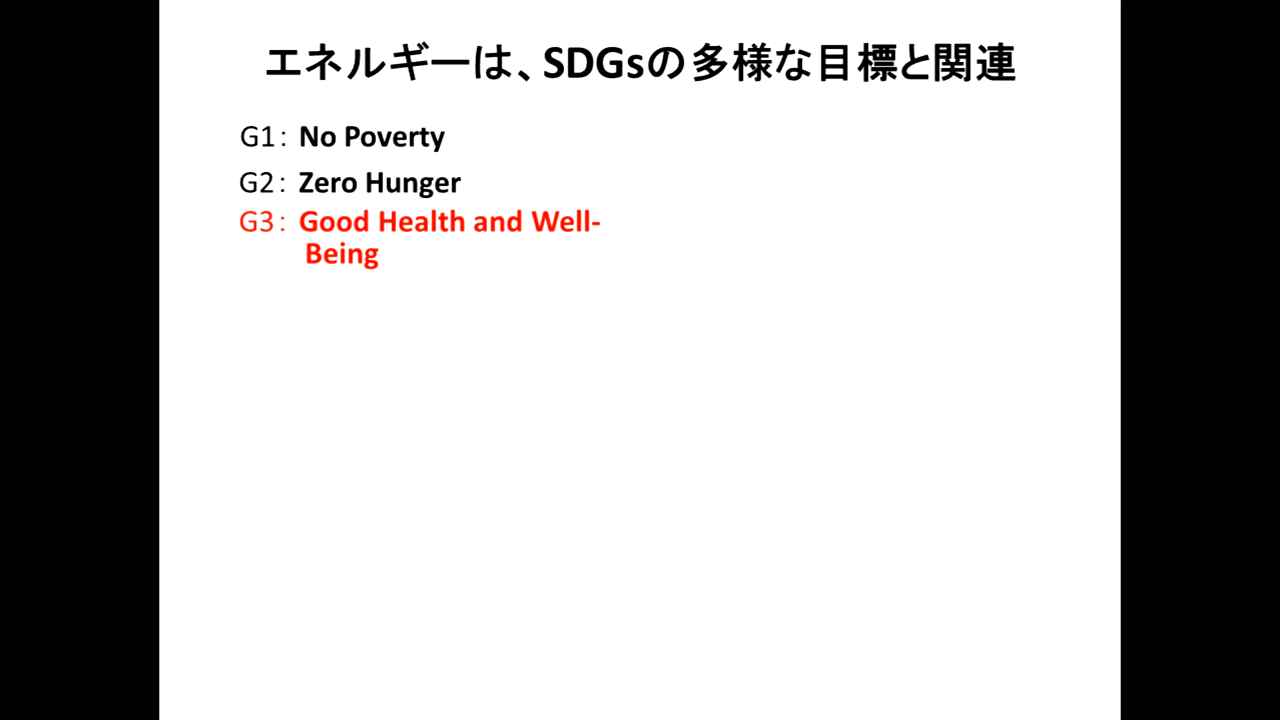 エネルギーは、SDGsの多様な目標と関連
G1： No Poverty
G2： Zero Hunger
G3： Good Health and Well-
Being